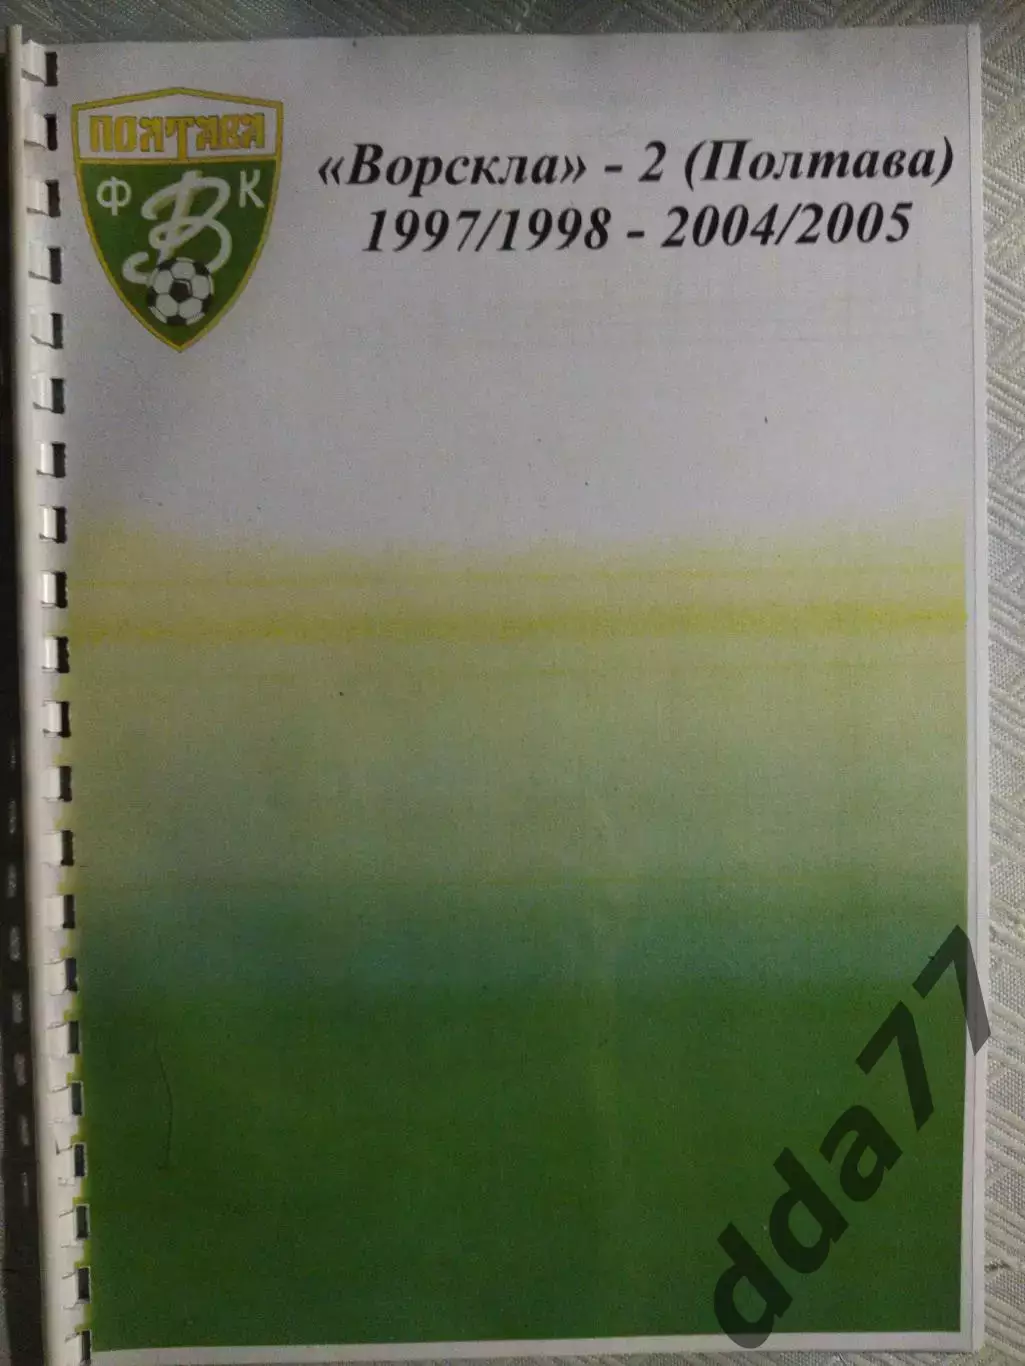 ПОЛТАВА
Ф В К
«Ворскла» - 2 (Полтава)
1997/1998 - 2004/2005
dda77